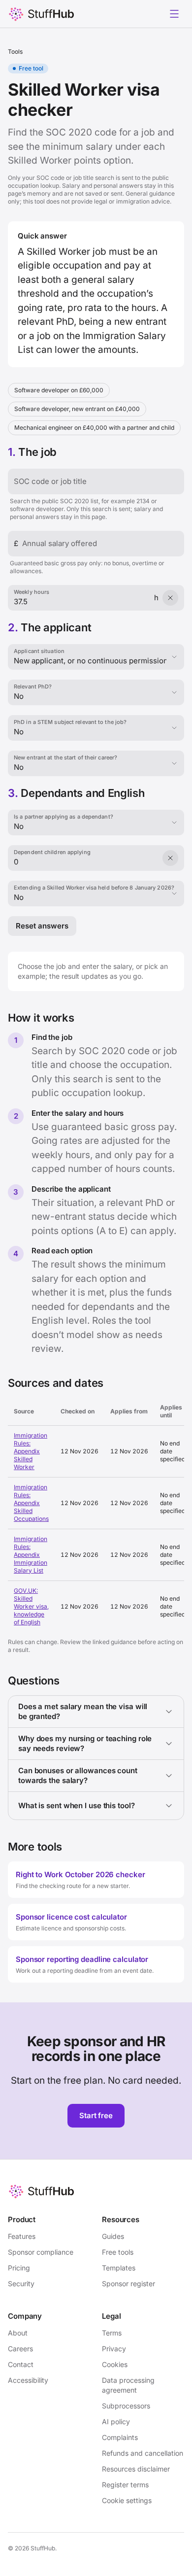 StuffHub
Tools
Free tool
Skilled Worker visa
checker
Find the SOC 2020 code for a job and
see the minimum salary under each
Skilled Worker points option.
Only your SOC code or job title search is sent to the public
occupation lookup. Salary and personal answers stay in this
page's memory and are not saved or sent. General guidance
only; this tool does not provide legal or immigration advice.
Quick answer
A Skilled Worker job must be an
eligible occupation and pay at
least both a general salary
threshold and the occupation's
going rate, pro rata to the hours. A
relevant PhD, being a new entrant
or a job on the Immigration Salary
List can lower the amounts.
Software developer on £60,000
Software developer, new entrant on £40,000
Mechanical engineer on £40,000 with a partner and child
1. The job
SOC code or job title
Search the public SOC 2020 list, for example 2134 or
software developer. Only this search is sent; salary and
personal answers stay in this page.
£ Annual salary offered
Guaranteed basic gross pay only: no bonus, overtime or
allowances.
Weekly hours
37.5
h
2. The applicant
Applicant situation
New applicant, or no continuous permission
Relevant PhD?
No
PhD in a STEM subject relevant to the job?
No
New entrant at the start of their career?
No
3. Dependants and English
Is a partner applying as a dependant?
No
Dependent children applying
0
Extending a Skilled Worker visa held before 8 January 2026?
No
Reset answers
Choose the job and enter the salary, or pick an
example; the result updates as you go.
How it works
1
Find the job
Search by SOC 2020 code or job
title and choose the occupation.
Only this search is sent to the
public occupation lookup.
2
Enter the salary and hours
Use guaranteed basic gross pay.
Going rates are adjusted for the
weekly hours, and only pay for a
capped number of hours counts.
3
Describe the applicant
Their situation, a relevant PhD or
new-entrant status decide which
points options (A to E) can apply.
4
Read each option
The result shows the minimum
salary for each option and
whether it is met, plus the funds
needed for dependants and the
English level. Roles the tool
doesn't model show as needs
review.
Sources and dates
Source
Checked on
Applies from
Applies
until
Immigration
Rules:
Appendix
Skilled
Worker
12 Nov 2026
12 Nov 2026
No end
date
specified
Immigration
Rules:
Appendix
Skilled
Occupations
12 Nov 2026
12 Nov 2026
No end
date
specified
Immigration
Rules:
Appendix
Immigration
Salary List
12 Nov 2026
12 Nov 2026
No end
date
specified
GOV.UK:
Skilled
Worker visa,
knowledge
of English
12 Nov 2026
12 Nov 2026
No end
date
specified
Rules can change. Review the linked guidance before acting on
a result.
Questions
Does a met salary mean the visa will
be granted?
Why does my nursing or teaching role
say needs review?
Can bonuses or allowances count
towards the salary?
What is sent when I use this tool?
More tools
Right to Work October 2026 checker
Find the checking route for a new starter.
Sponsor licence cost calculator
Estimate licence and sponsorship costs.
Sponsor reporting deadline calculator
Work out a reporting deadline from an event date.
Keep sponsor and HR
records in one place
Start on the free plan. No card needed.
Start free
StuffHub
Product
Features
Sponsor compliance
Pricing
Security
Resources
Guides
Free tools
Templates
Sponsor register
Company
About
Careers
Contact
Accessibility
Legal
Terms
Privacy
Cookies
Data processing
agreement
Subprocessors
AI policy
Complaints
Refunds and cancellation
Resources disclaimer
Register terms
Cookie settings
© 2026 StuffHub.